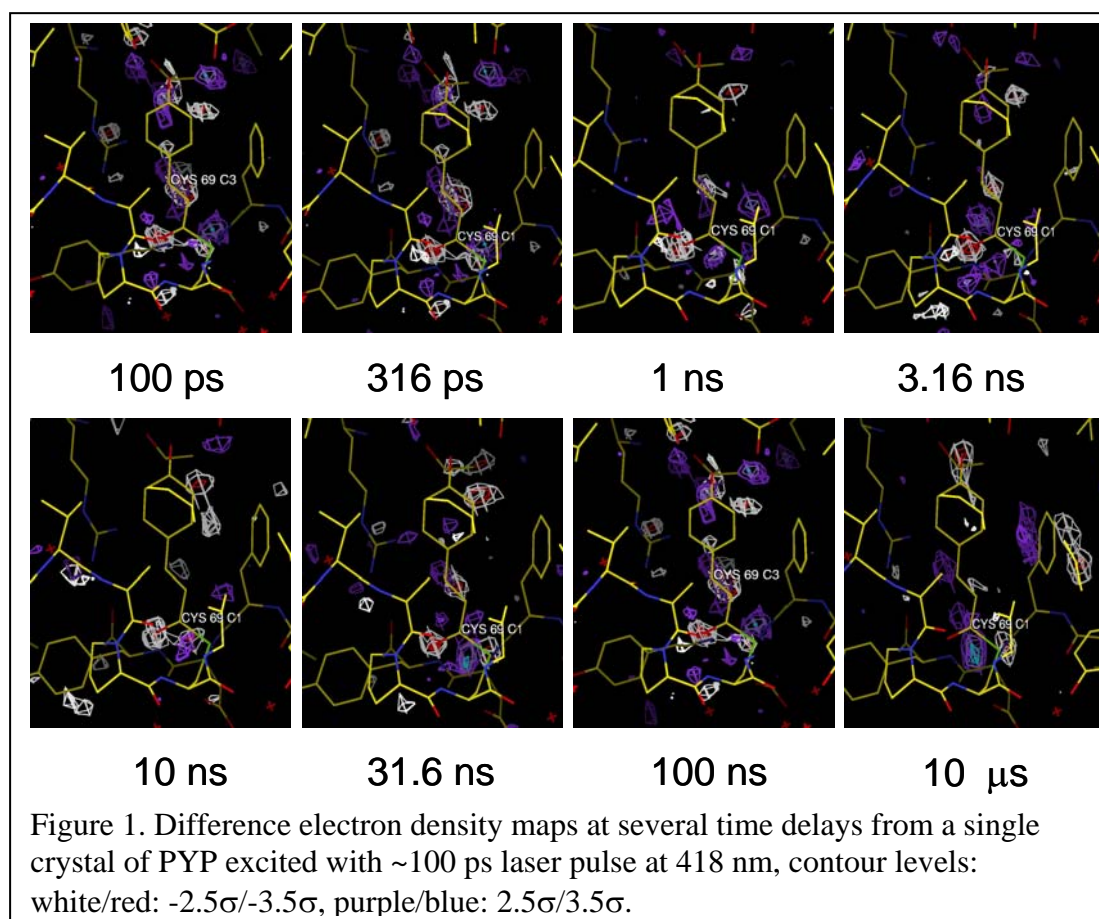 CYS 69 C3
CYS 69 C1
CYS 69 C1
CYS 69 C1
100 ps
316 ps
1 ns
3.16 ns
CYS 69 C1
CYS 69 C1
CYS 69 C3
CYS 69 C1
10 ns
31.6 ns
100 ns
10 μs
Figure 1. Difference electron density maps at several time delays from a single
crystal of PYP excited with ~100 ps laser pulse at 418 nm, contour levels:
white/red: -2.5σ/-3.5σ, purple/blue: 2.5σ/3.5σ.